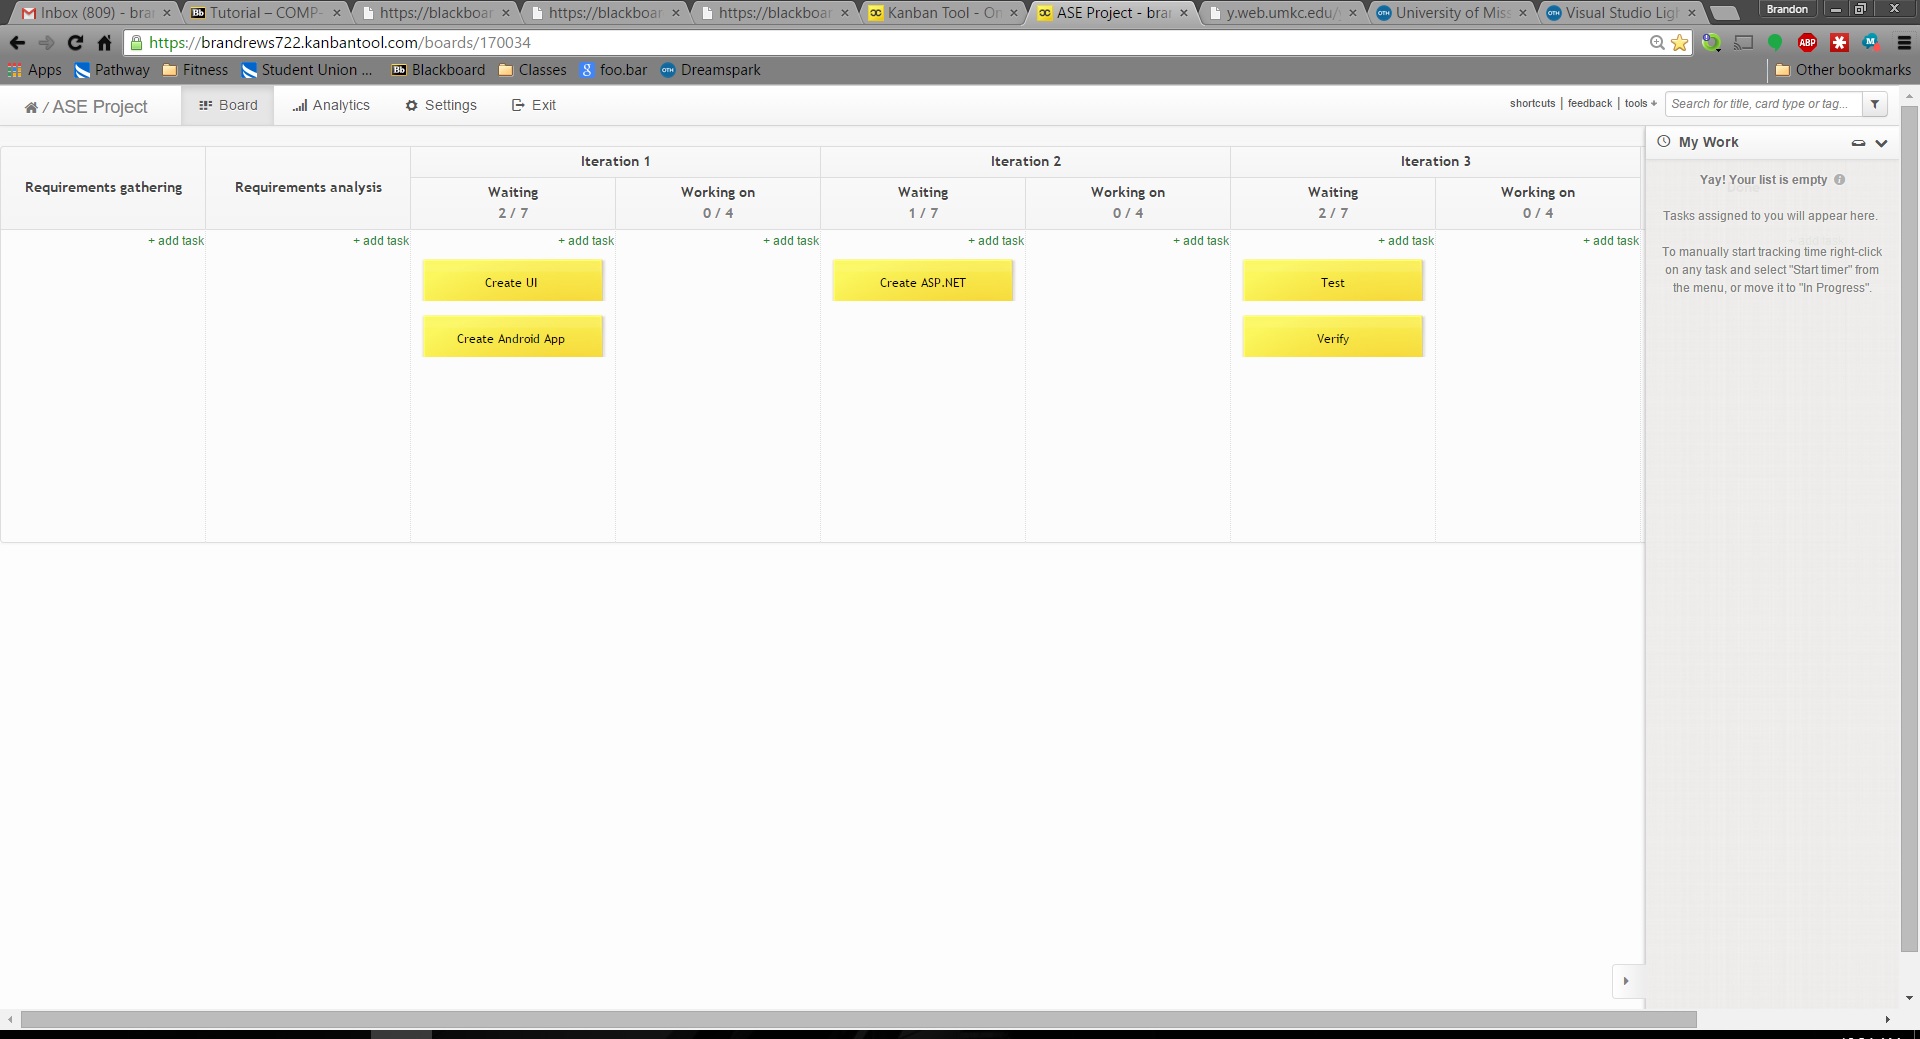 Inbox (809) - bra
Tutorial – COMP-
https://blackboar
https://blackboar
https://blackboar
Kanban Tool - On
ASE Project - bra
y.web.umkc.edu/
University of Miss
Visual Studio Ligh
Brandon
https://brandrews722.kanbantool.com/boards/170034
ABP
Apps
Pathway
Fitness
Student Union ...
Bb Blackboard
Classes
foo.bar
Dreamspark
Other bookmarks
/ ASE Project
Board
Analytics
Settings
Exit
shortcuts | feedback | tools +
Search for title, card type or tag...
My Work
Yay! Your list is empty
Tasks assigned to you will appear here.
To manually start tracking time right-click
on any task and select "Start timer" from
the menu, or move it to "In Progress".
Requirements gathering
Requirements analysis
Iteration 1
Iteration 2
Iteration 3
Waiting
2 / 7
Working on
0 / 4
Waiting
1 / 7
Working on
0 / 4
Waiting
2 / 7
Working on
0 / 4
+ add task
+ add task
+ add task
+ add task
+ add task
+ add task
+ add task
+ add task
Create UI
Create ASP.NET
Test
Create Android App
Verify